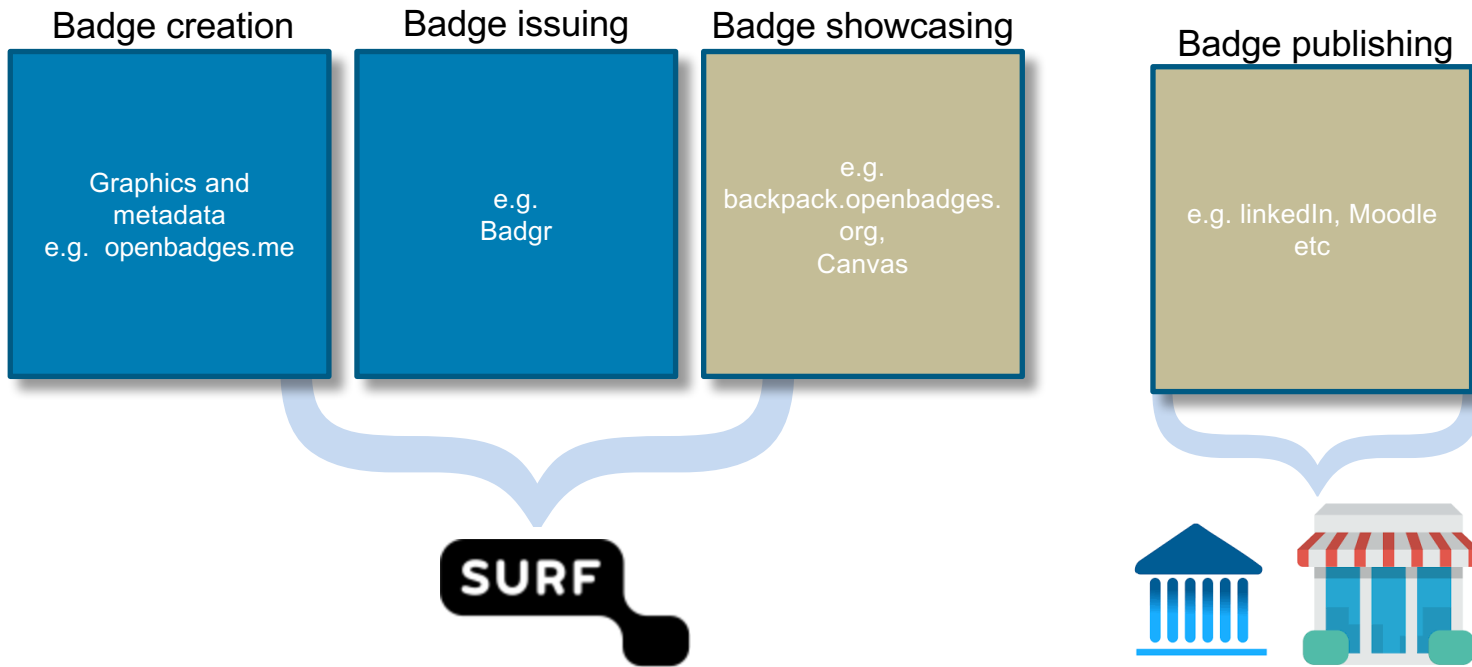 Badge creation
Badge issuing
Badge showcasing
Badge publishing
Graphics and
metadata
e.g. openbadges.me
e.g.
Badgr
e.g.
backpack.openbadges.
org,
Canvas
e.g. linkedIn, Moodle
etc
SURF